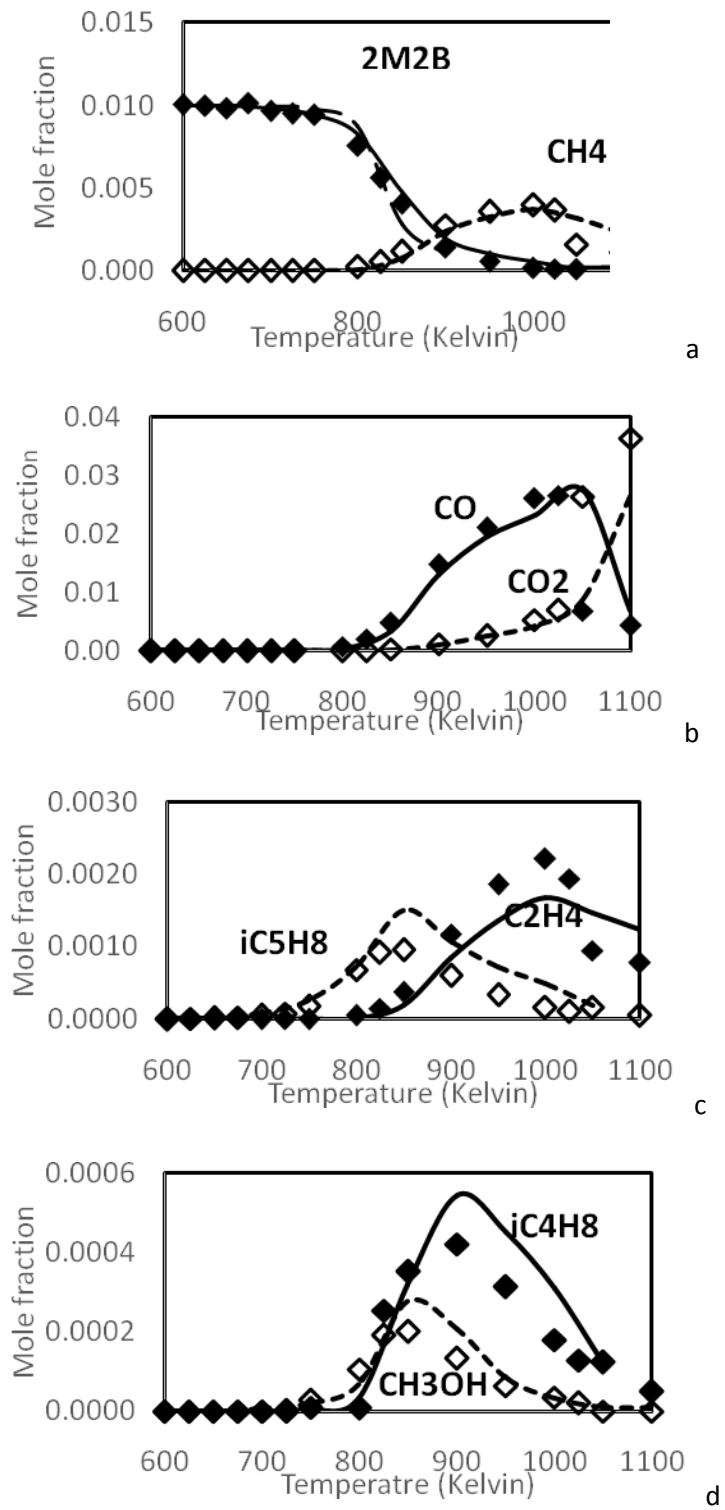 0.015
2M2B
0.010
CH4
0.005
0.000
Mole fraction
600 800 1000
Temperature (Kelvin)
a
0.04
0.03
CO
0.02
CO2
0.01
0.00
Mole fraction
600 700 800 900 1000 1100
Temperature (Kelvin)
b
0.0030
0.0020
C2H4
iC5H8
0.0010
0.0000
Mole fraction
600 700 800 900 1000 1100
Temperature (Kelvin)
c
0.0006
iC4H8
0.0004
0.0002
CH3OH
0.0000
Mole fraction
600 700 800 900 1000 1100
Temperatre (Kelvin)
d